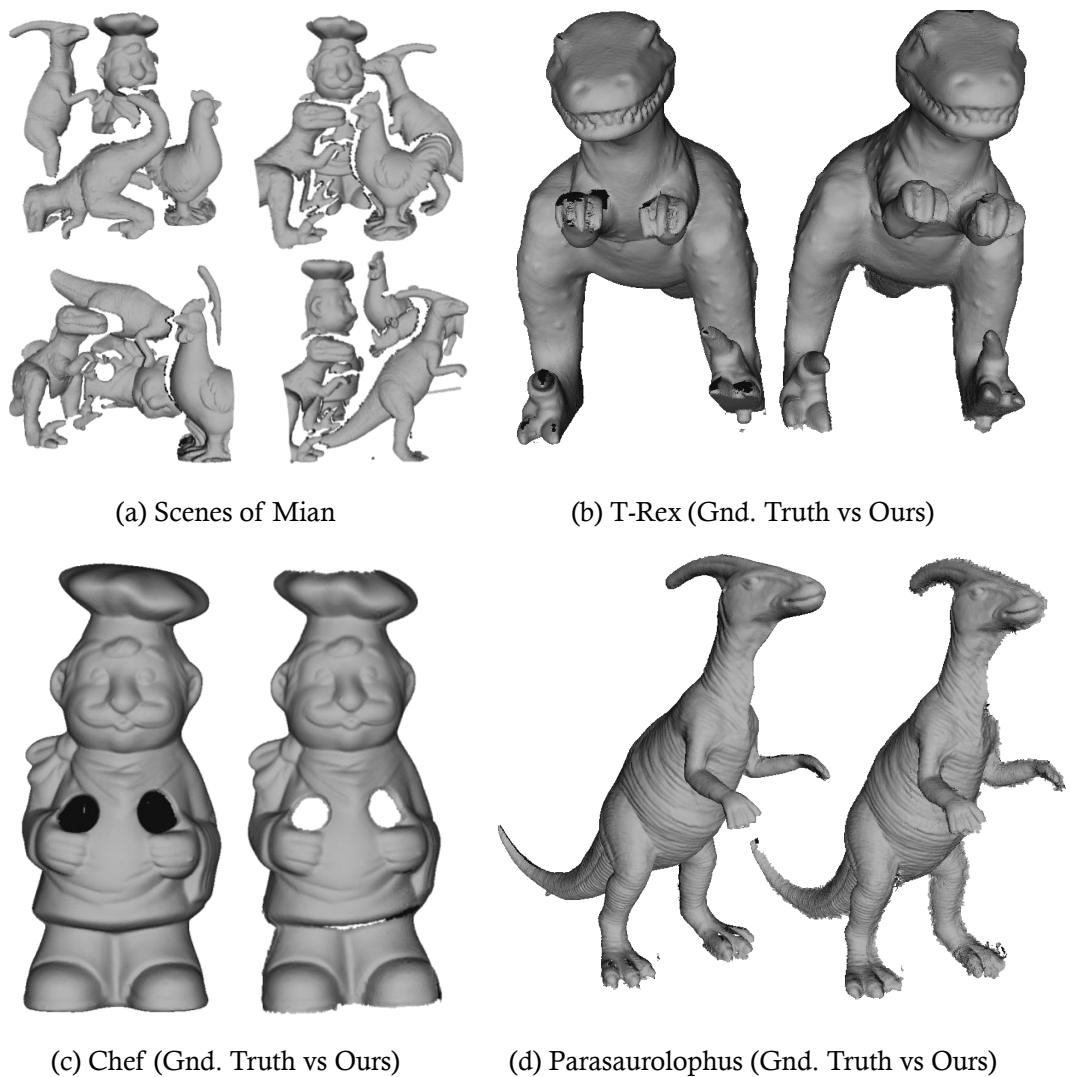 (a) Scenes of Mian
(b) T-Rex (Gnd. Truth vs Ours)
(c) Chef (Gnd. Truth vs Ours)
(d) Parasaurolophus (Gnd. Truth vs Ours)